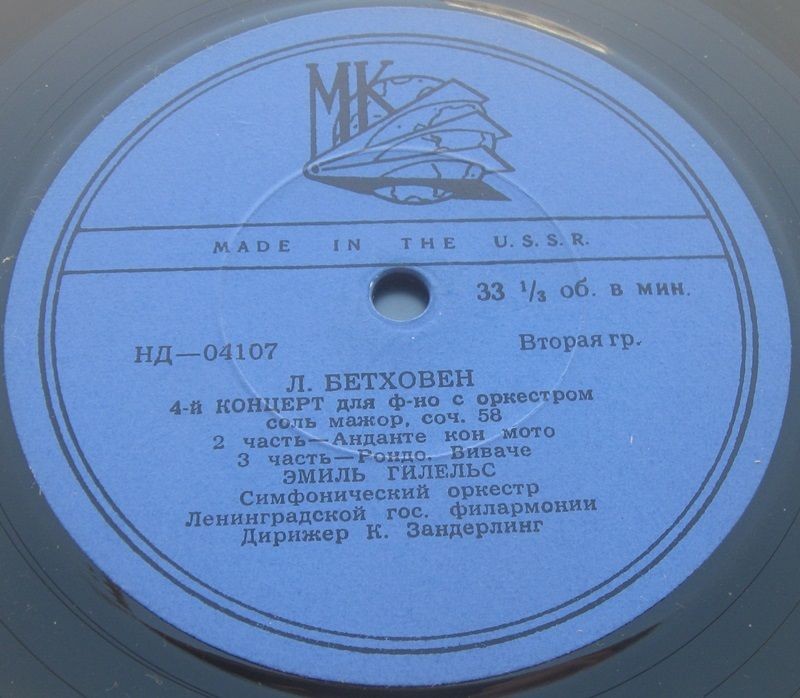 МК
MADE IN THE U.S.S.R.
33 1/3 об. в мин.
НД—04107
Вторая гр.
Л. БЕТХОВЕН
4-й КОНЦЕРТ для ф-но с оркестром
соль мажор, соч. 58
2 часть—Анданте кон мото
3 часть—Рондо. Виваче
ЭМИЛЬ ГИЛЕЛЬС
Симфонический оркестр
Ленинградской гос. филармонии
Дирижер К. Зандерлинг